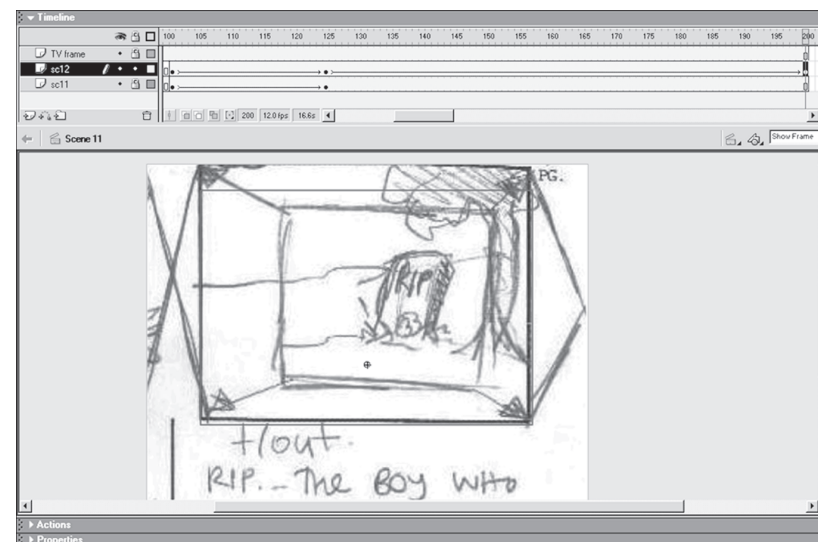 Timeline
100 105 110 115 120 125 130 135 140 145 150 155 160 165 170 175 180 185 190 195 200
TV frame
sc12
sc11
200 12.0 fps 16.6s
Scene 11
Show Frame
PG.
RIP
t/out.
RIP. - The BOY WHO
Actions
Properties